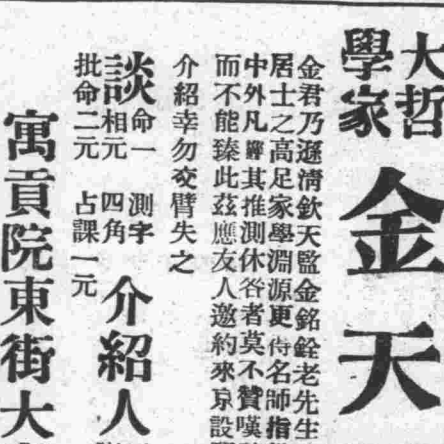 大哲
學家
金天
金君乃遜清欽天監金銘銓老先生
居士之高足家學淵源更待名師指
中外凡其推測休咎者莫不贊嘆
而不能臻此茲應友人邀約來京設
介紹幸勿交臂失之
談命一 測字
相元 四角
介紹人
批命二元 占課一元
寓貢院東街大